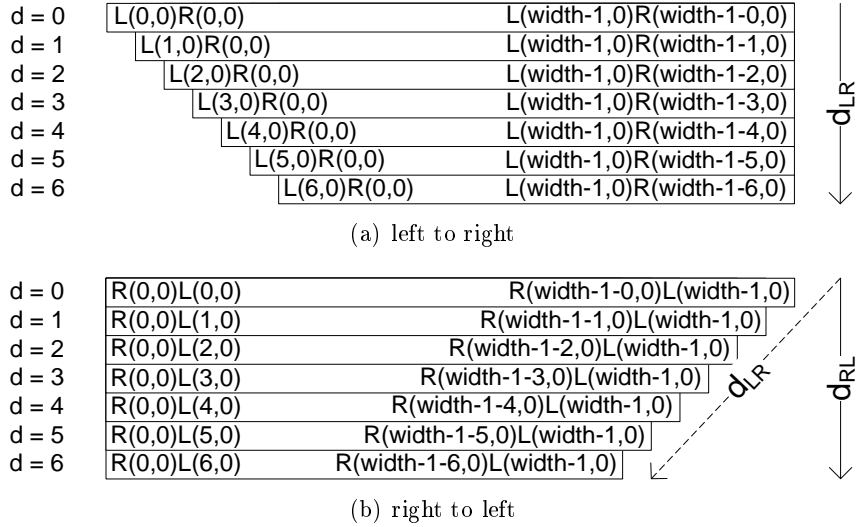 d = 0 L(0,0)R(0,0) L(width-1,0)R(width-1-0,0)
d = 1 L(1,0)R(0,0) L(width-1,0)R(width-1-1,0)
d = 2 L(2,0)R(0,0) L(width-1,0)R(width-1-2,0)
d = 3 L(3,0)R(0,0) L(width-1,0)R(width-1-3,0)
d = 4 L(4,0)R(0,0) L(width-1,0)R(width-1-4,0)
d = 5 L(5,0)R(0,0) L(width-1,0)R(width-1-5,0)
d = 6 L(6,0)R(0,0) L(width-1,0)R(width-1-6,0)
dLR
(a) left to right
d = 0 R(0,0)L(0,0) R(width-1-0,0)L(width-1,0)
d = 1 R(0,0)L(1,0) R(width-1-1,0)L(width-1,0)
d = 2 R(0,0)L(2,0) R(width-1-2,0)L(width-1,0)
d = 3 R(0,0)L(3,0) R(width-1-3,0)L(width-1,0)
d = 4 R(0,0)L(4,0) R(width-1-4,0)L(width-1,0)
d = 5 R(0,0)L(5,0) R(width-1-5,0)L(width-1,0)
d = 6 R(0,0)L(6,0) R(width-1-6,0)L(width-1,0)
dLR
dRL
(b) right to left